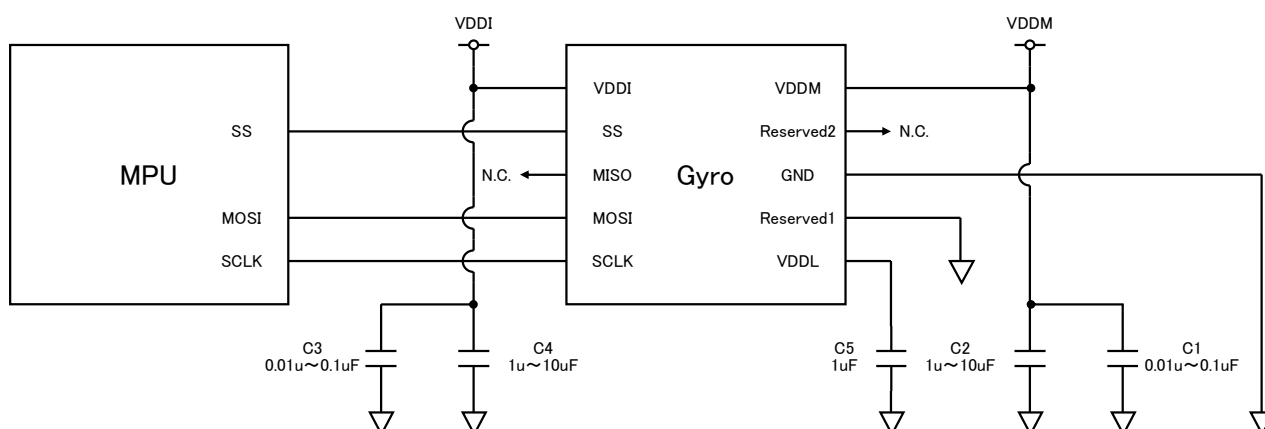 VDDI
VDDM
VDDI
VDDM
SS
SS
Reserved2
N.C.
MPU
N.C.
MISO
Gyro
GND
MOSI
MOSI
Reserved1
SCLK
SCLK
VDDL
C3
0.01u～0.1uF
C4
1u～10uF
C5
1uF
C2
1u～10uF
C1
0.01u～0.1uF